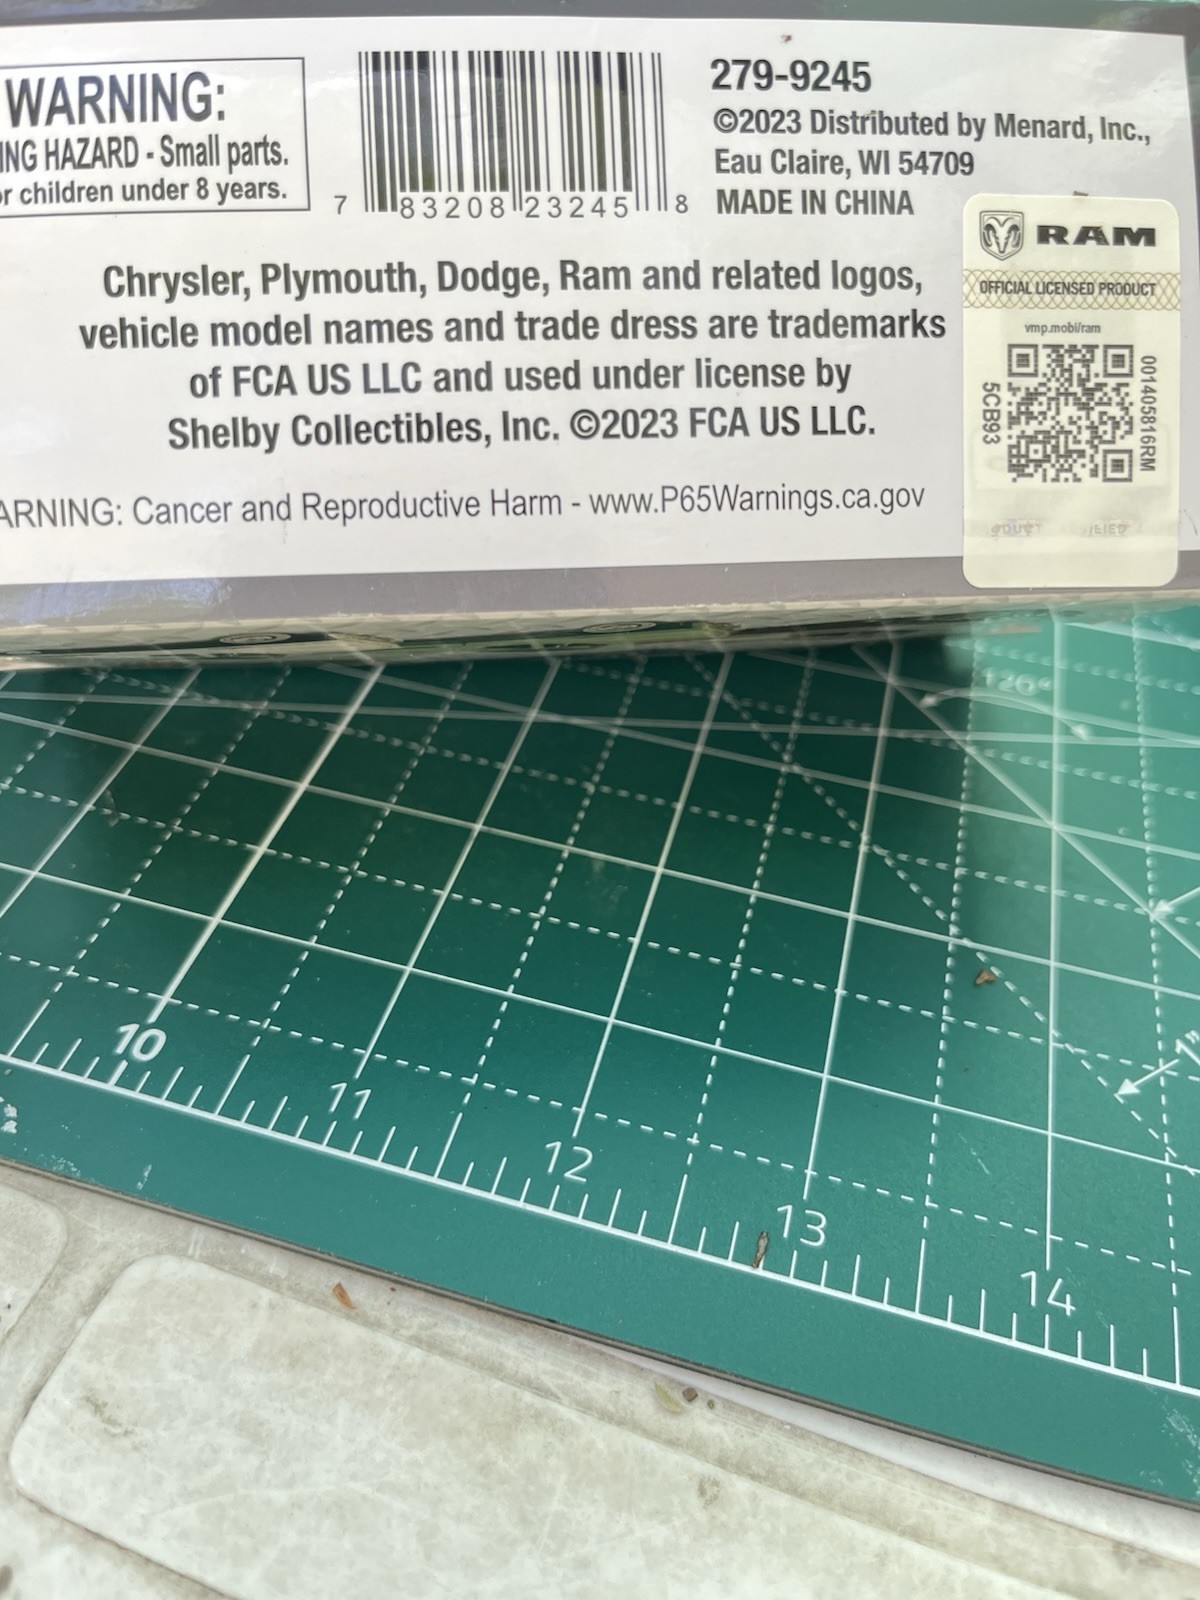 WARNING:
ING HAZARD - Small parts.
or children under 8 years.
7 83208 23245 8
279-9245
©2023 Distributed by Menard, Inc.,
Eau Claire, WI 54709
MADE IN CHINA
RAM
OFFICIAL LICENSED PRODUCT
vmp.mobi/ram
5CB93
001405816RM
Chrysler, Plymouth, Dodge, Ram and related logos,
vehicle model names and trade dress are trademarks
of FCA US LLC and used under license by
Shelby Collectibles, Inc. ©2023 FCA US LLC.
ARNING: Cancer and Reproductive Harm - www.P65Warnings.ca.gov
10
11
12
13
14
1"